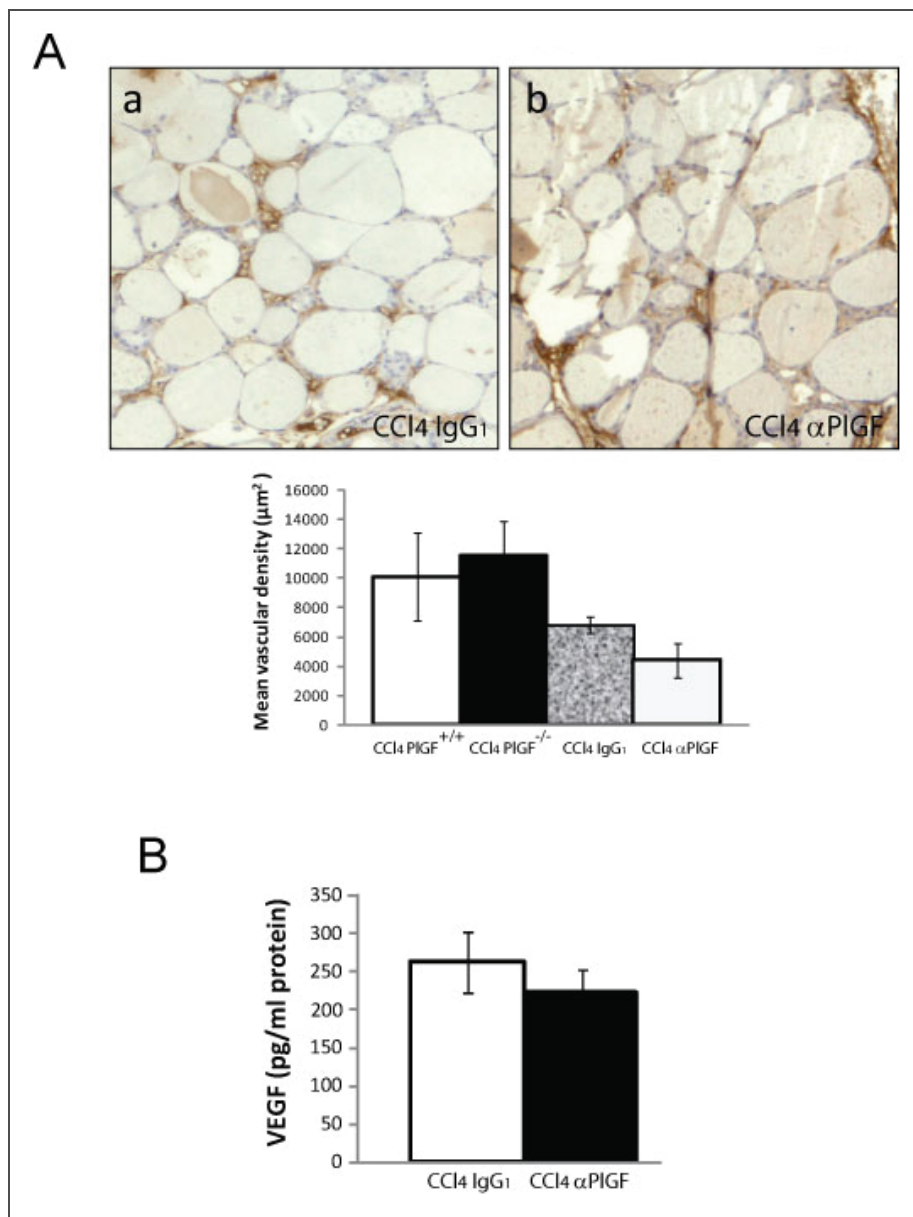 A
a
b
CCl4 IgG1
CCl4 αPlGF
Mean vascular density (μm²)
16000
14000
12000
10000
8000
6000
4000
2000
0
CCl4 PlGF+/+ CCl4 PlGF-/- CCl4 IgG1 CCl4 αPlGF
B
VEGF (pg/ml protein)
350
300
250
200
150
100
50
0
CCl4 IgG1 CCl4 αPlGF